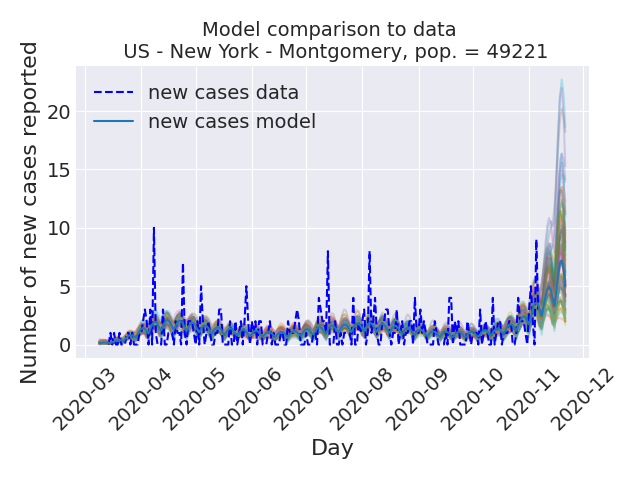 Model comparison to data
US - New York - Montgomery, pop. = 49221
Number of new cases reported
20
15
10
5
0
new cases data
new cases model
2020-03
2020-04
2020-05
2020-06
2020-07
2020-08
2020-09
2020-10
2020-11
2020-12
Day